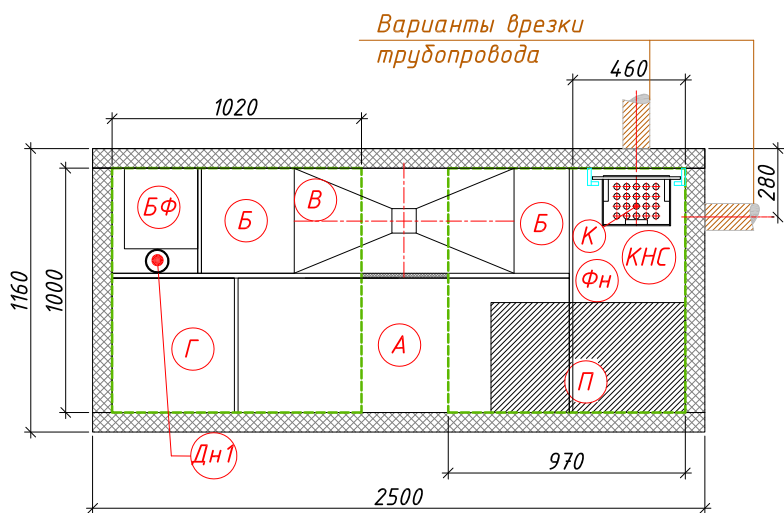 Варианты врезки
трубопровода
460
1020
280
1160
1000
БФ
Б
В
Б
К
КНС
Фн
Г
А
П
Дн1
970
2500